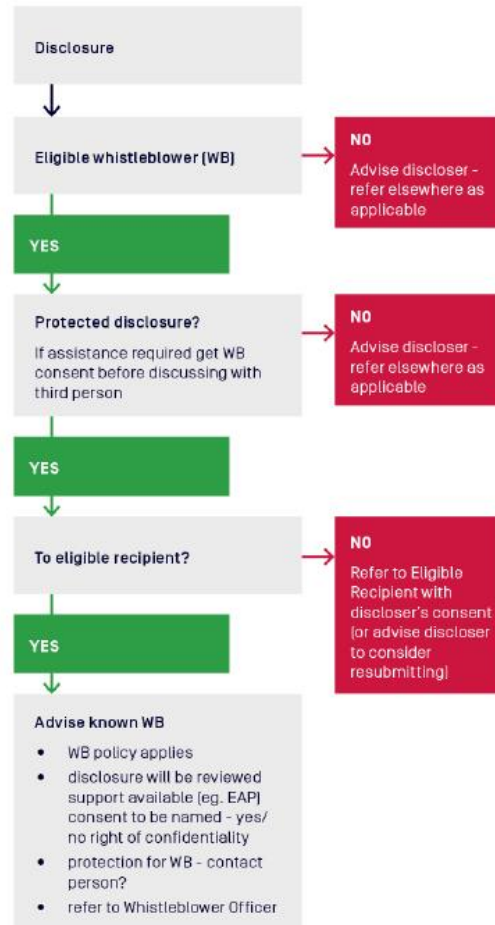 Disclosure
Eligible whistleblower (WB)
NO
Advise discloser -
refer elsewhere as
applicable
YES
Protected disclosure?
If assistance required get WB
consent before discussing with
third person
NO
Advise discloser -
refer elsewhere as
applicable
YES
To eligible recipient?
NO
Refer to Eligible
Recipient with
discloser's consent
(or advise discloser
to consider
resubmitting)
YES
Advise known WB
• WB policy applies
• disclosure will be reviewed
support available (eg. EAP)
consent to be named - yes/
no right of confidentiality
• protection for WB - contact
person?
• refer to Whistleblower Officer